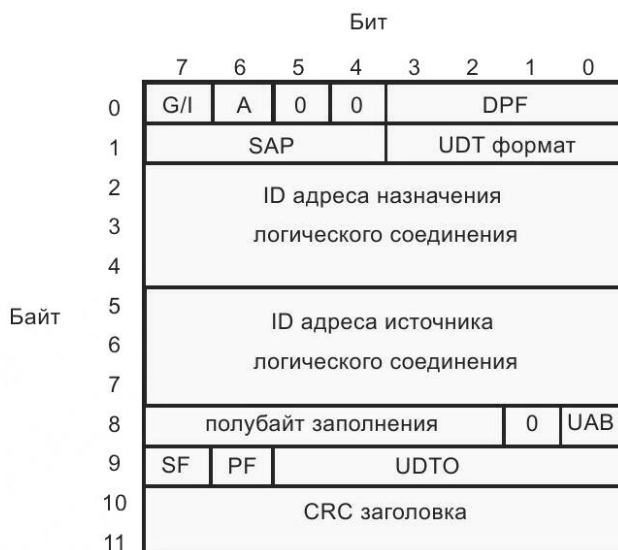 Бит
7 6 5 4 3 2 1 0
0 G/I A 0 0 DPF
1 SAP UDT формат
2 ID адреса назначения
3 логического соединения
4
5
Байт ID адреса источника
6
логического соединения
7
8 полубайт заполнения 0 UAB
9 SF PF UDTO
10 CRC заголовка
11